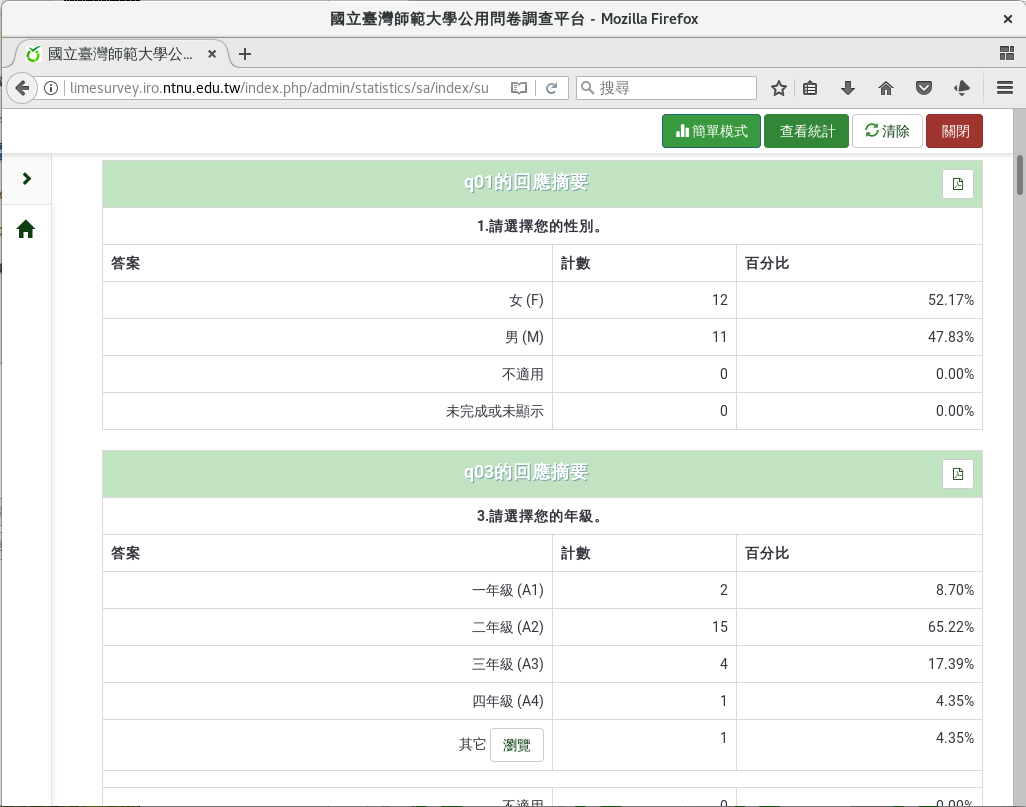 國立臺灣師範大學公用問卷調查平台 - Mozilla Firefox
國立臺灣師範大學公...
limesurvey.iro.ntnu.edu.tw/index.php/admin/statistics/sa/index/su
搜尋
簡單模式 查看統計 清除 關閉
q01的回應摘要
1.請選擇您的性別。
答案 計數 百分比
女 (F) 12 52.17%
男 (M) 11 47.83%
不適用 0 0.00%
未完成或未顯示 0 0.00%
q03的回應摘要
3.請選擇您的年級。
答案 計數 百分比
一年級 (A1) 2 8.70%
二年級 (A2) 15 65.22%
三年級 (A3) 4 17.39%
四年級 (A4) 1 4.35%
其它 瀏覽 1 4.35%
不適用 0 0.00%